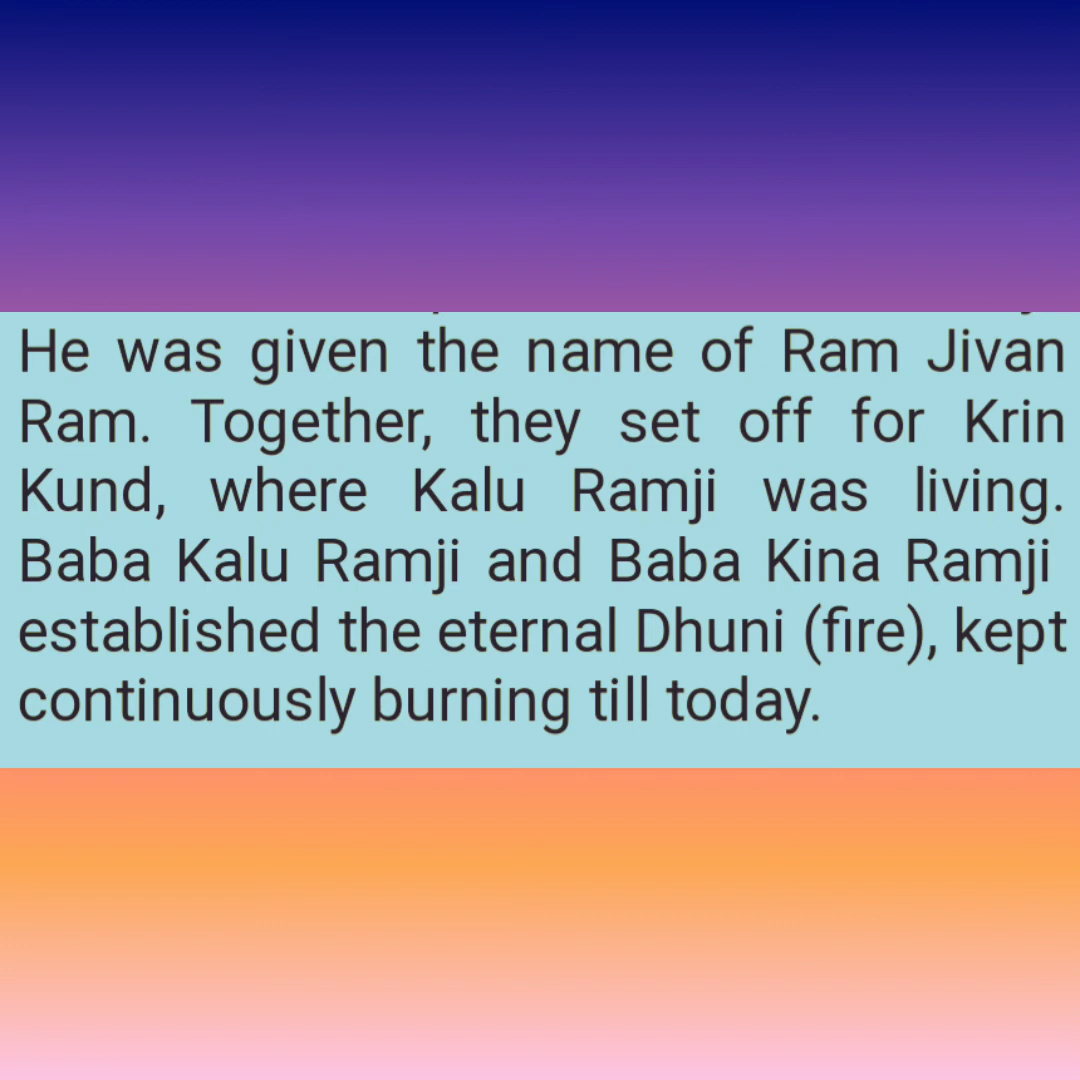 He was given the name of Ram Jivan
Ram. Together, they set off for Krin
Kund, where Kalu Ramji was living.
Baba Kalu Ramji and Baba Kina Ramji
established the eternal Dhuni (fire), kept
continuously burning till today.